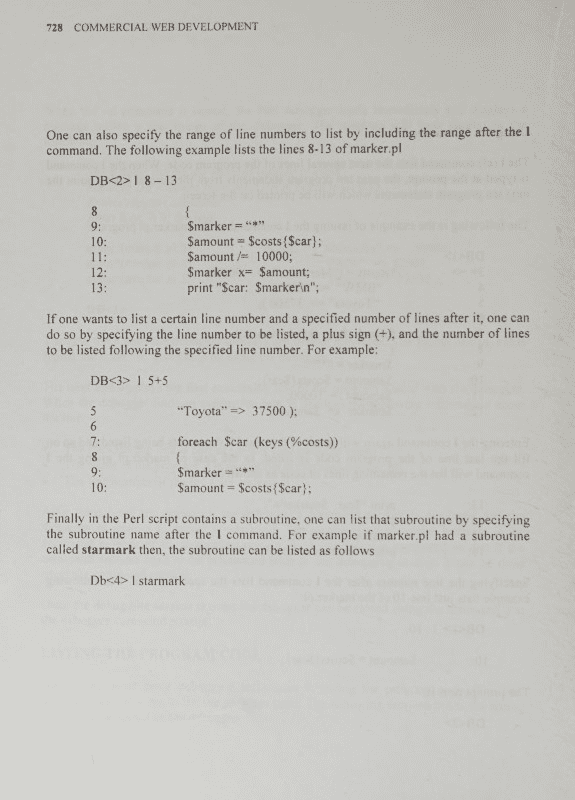 728 COMMERCIAL WEB DEVELOPMENT
One can also specify the range of line numbers to list by including the range after the l
command. The following example lists the lines 8-13 of marker.pl
DB<2> l 8 – 13
8 {
9: $marker = “*”
10: $amount = $costs{$car};
11: $amount /= 10000;
12: $marker x= $amount;
13: print "$car: $marker\n";
If one wants to list a certain line number and a specified number of lines after it, one can
do so by specifying the line number to be listed, a plus sign (+), and the number of lines
to be listed following the specified line number. For example:
DB<3> l 5+5
5 “Toyota” => 37500 );
6
7: foreach $car (keys (%costs))
8 {
9: $marker = “*”
10: $amount = $costs{$car};
Finally in the Perl script contains a subroutine, one can list that subroutine by specifying
the subroutine name after the l command. For example if marker.pl had a subroutine
called starmark then, the subroutine can be listed as follows
Db<4> l starmark